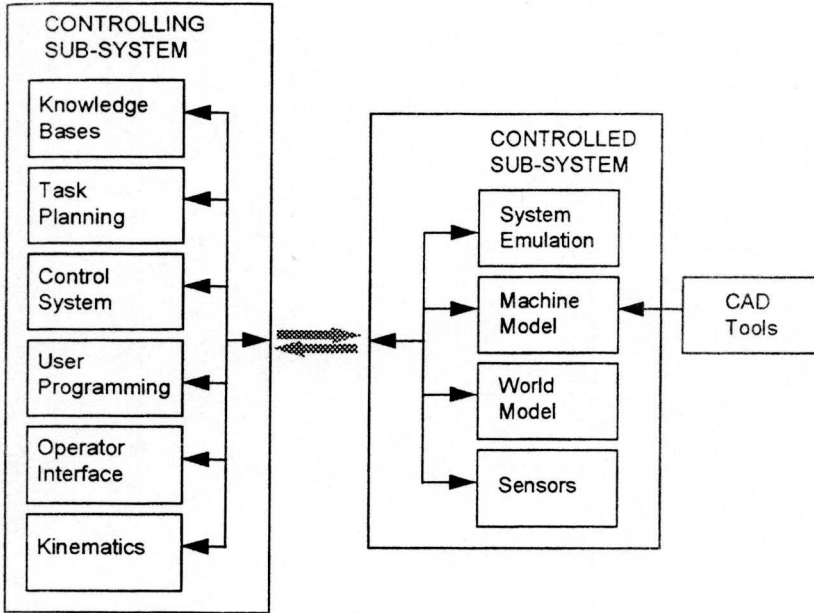 CONTROLLING
SUB-SYSTEM
Knowledge
Bases
Task
Planning
Control
System
User
Programming
Operator
Interface
Kinematics
CONTROLLED
SUB-SYSTEM
System
Emulation
Machine
Model
World
Model
Sensors
CAD
Tools